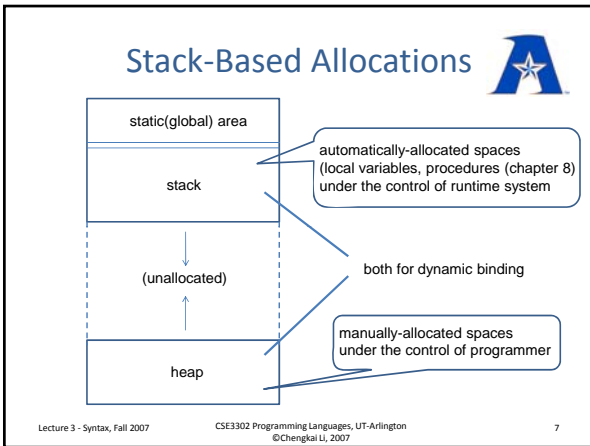 Stack-Based Allocations
static(global) area
automatically-allocated spaces
(local variables, procedures (chapter 8)
under the control of runtime system
stack
both for dynamic binding
(unallocated)
manually-allocated spaces
under the control of programmer
heap
Lecture 3 - Syntax, Fall 2007
CSE3302 Programming Languages, UT-Arlington
©Chengkai Li, 2007
7